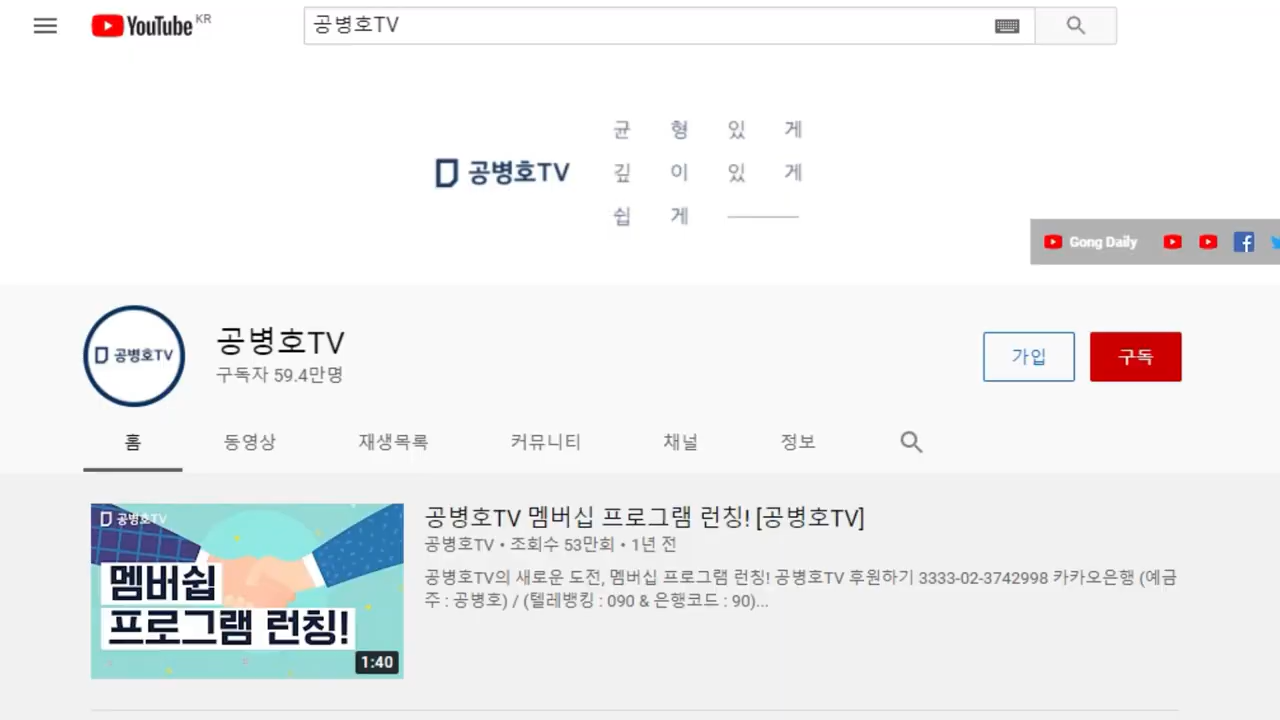 YouTube KR
공병호TV
균 형 있 게
공병호TV
깊 이 있 게
쉽 게
Gong Daily
공병호TV
공병호TV
구독자 59.4만명
가입
구독
홈
동영상
재생목록
커뮤니티
채널
정보
공병호TV
멤버쉽
프로그램 런칭!
1:40
공병호TV 멤버십 프로그램 런칭! [공병호TV]
공병호TV • 조회수 53만회 • 1년 전
공병호TV의 새로운 도전, 멤버십 프로그램 런칭! 공병호TV 후원하기 3333-02-3742998 카카오은행 (예금
주 : 공병호) / (텔레뱅킹 : 090 & 은행코드 : 90)...